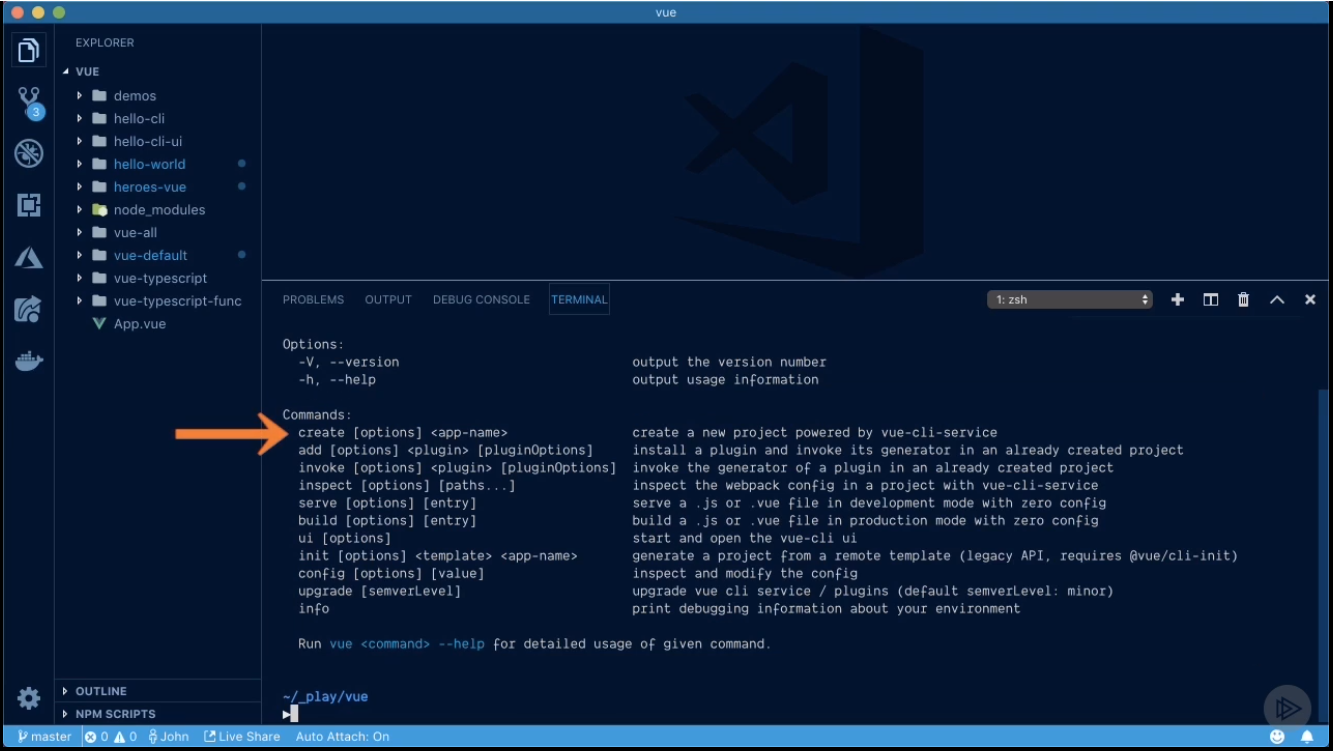 vue
EXPLORER
VUE
demos
hello-cli
hello-cli-ui
hello-world
heroes-vue
node_modules
vue-all
vue-default
vue-typescript
vue-typescript-func
App.vue
3
PROBLEMS OUTPUT DEBUG CONSOLE TERMINAL 1: zsh
Options:
-V, --version output the version number
-h, --help output usage information
Commands:
create [options] <app-name> create a new project powered by vue-cli-service
add [options] <plugin> [pluginOptions] install a plugin and invoke its generator in an already created project
invoke [options] <plugin> [pluginOptions] invoke the generator of a plugin in an already created project
inspect [options] [paths...] inspect the webpack config in a project with vue-cli-service
serve [options] [entry] serve a .js or .vue file in development mode with zero config
build [options] [entry] build a .js or .vue file in production mode with zero config
ui [options] start and open the vue-cli ui
init [options] <template> <app-name> generate a project from a remote template (legacy API, requires @vue/cli-init)
config [options] [value] inspect and modify the config
upgrade [semverLevel] upgrade vue cli service / plugins (default semverLevel: minor)
info print debugging information about your environment
Run vue <command> --help for detailed usage of given command.
~/_play/vue
OUTLINE
NPM SCRIPTS
master 0 0 John Live Share Auto Attach: On